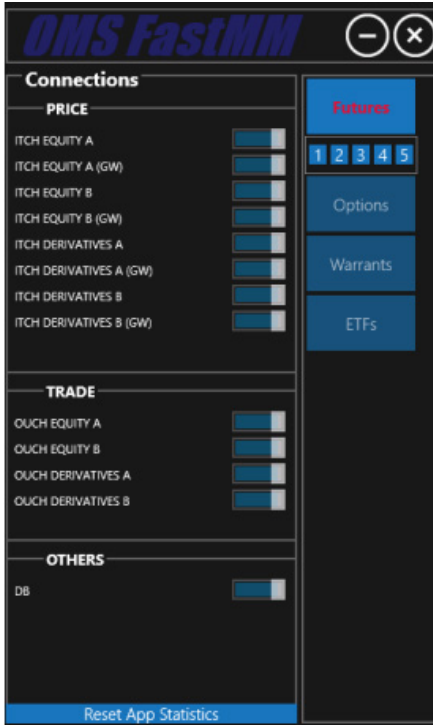 OMS FastMM
Connections
PRICE
ITCH EQUITY A
ITCH EQUITY A (GW)
ITCH EQUITY B
ITCH EQUITY B (GW)
ITCH DERIVATIVES A
ITCH DERIVATIVES A (GW)
ITCH DERIVATIVES B
ITCH DERIVATIVES B (GW)
TRADE
OUCH EQUITY A
OUCH EQUITY B
OUCH DERIVATIVES A
OUCH DERIVATIVES B
OTHERS
DB
Reset App Statistics
Futures
1 2 3 4 5
Options
Warrants
ETFs